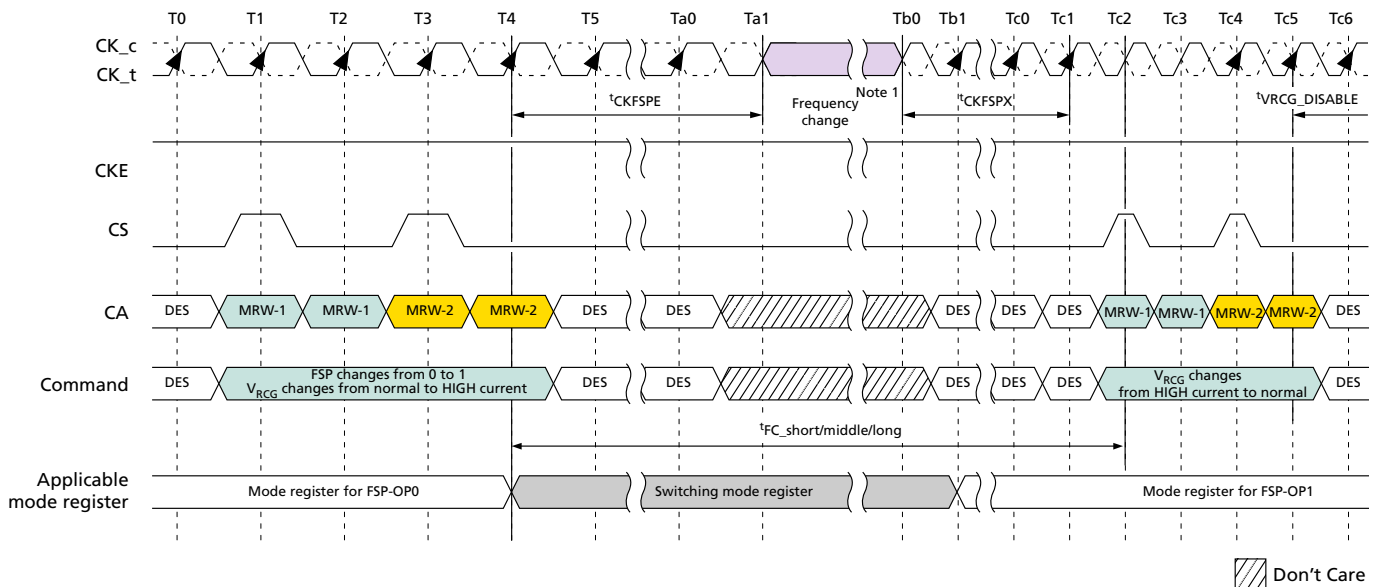 T0 T1 T2 T3 T4 T5 Ta0 Ta1 Tb0 Tb1 Tc0 Tc1 Tc2 Tc3 Tc4 Tc5 Tc6
CK_c
CK_t
tCKFSPE
Frequency
change
Note 1
tCKFSPX
tVRCG_DISABLE
CKE
CS
CA
DES MRW-1 MRW-1 MRW-2 MRW-2 DES DES DES DES DES MRW-1 MRW-1 MRW-2 MRW-2 DES
Command
DES
FSP changes from 0 to 1
VRCG changes from normal to HIGH current
DES DES DES DES DES
VRCG changes
from HIGH current to normal
DES
tFC_short/middle/long
Applicable
mode register
Mode register for FSP-OP0
Switching mode register
Mode register for FSP-OP1
Don't Care